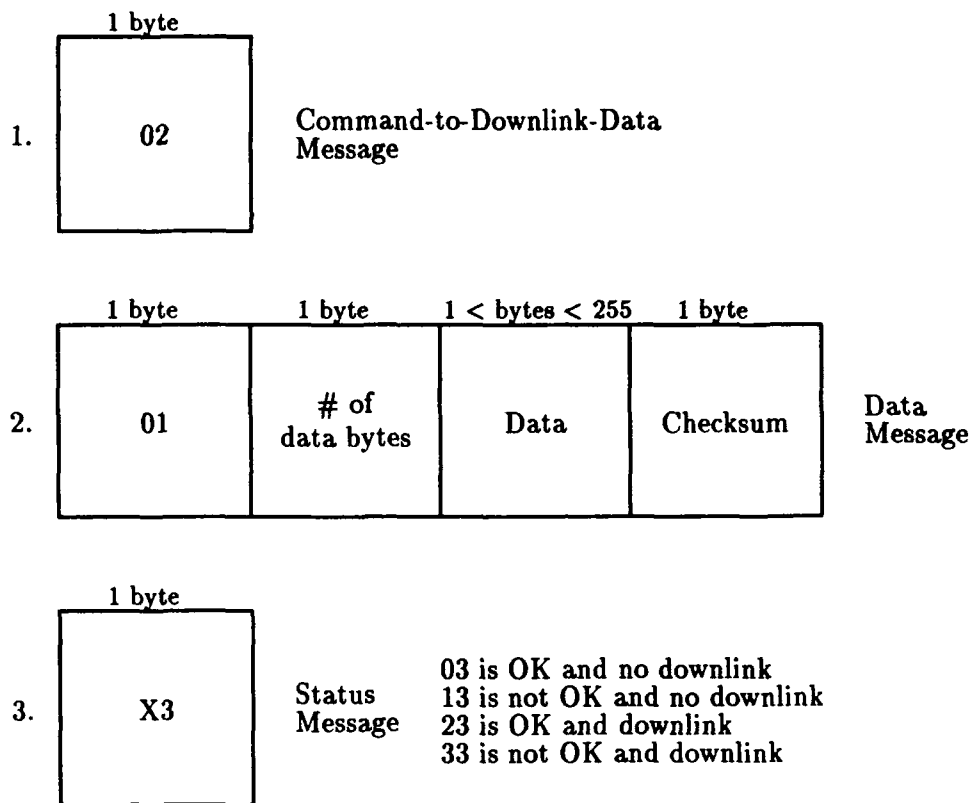 1 byte
1.
02
Command-to-Downlink-Data
Message
1 byte
1 byte
1 < bytes < 255
1 byte
2.
01
# of
data bytes
Data
Checksum
Data
Message
1 byte
3.
X3
Status
Message
03 is OK and no downlink
13 is not OK and no downlink
23 is OK and downlink
33 is not OK and downlink